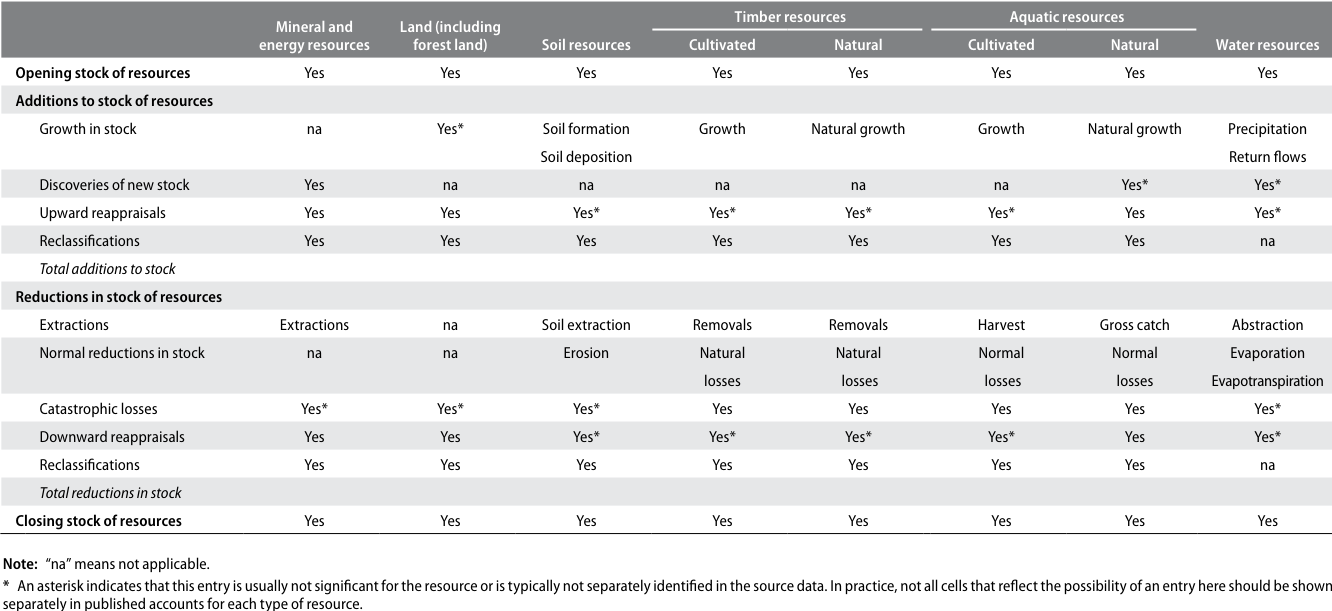 Timber resources Aquatic resources
Mineral and Land (including
energy resources forest land) Soil resources Cultivated Natural Cultivated Natural Water resources
Opening stock of resources Yes Yes Yes Yes Yes Yes Yes Yes
Additions to stock of resources
Growth in stock na Yes* Soil formation Growth Natural growth Growth Natural growth Precipitation
Soil deposition Return flows
Discoveries of new stock Yes na na na na na Yes* Yes*
Upward reappraisals Yes Yes Yes* Yes* Yes* Yes* Yes Yes*
Reclassifications Yes Yes Yes Yes Yes Yes Yes na
Total additions to stock
Reductions in stock of resources
Extractions Extractions na Soil extraction Removals Removals Harvest Gross catch Abstraction
Normal reductions in stock na na Erosion Natural Natural Normal Normal Evaporation
losses losses losses losses Evapotranspiration
Catastrophic losses Yes* Yes* Yes* Yes Yes Yes Yes Yes*
Downward reappraisals Yes Yes Yes* Yes* Yes* Yes* Yes Yes*
Reclassifications Yes Yes Yes Yes Yes Yes Yes na
Total reductions in stock
Closing stock of resources Yes Yes Yes Yes Yes Yes Yes Yes
Note: “na” means not applicable.
* An asterisk indicates that this entry is usually not significant for the resource or is typically not separately identified in the source data. In practice, not all cells that reflect the possibility of an entry here should be shown
separately in published accounts for each type of resource.